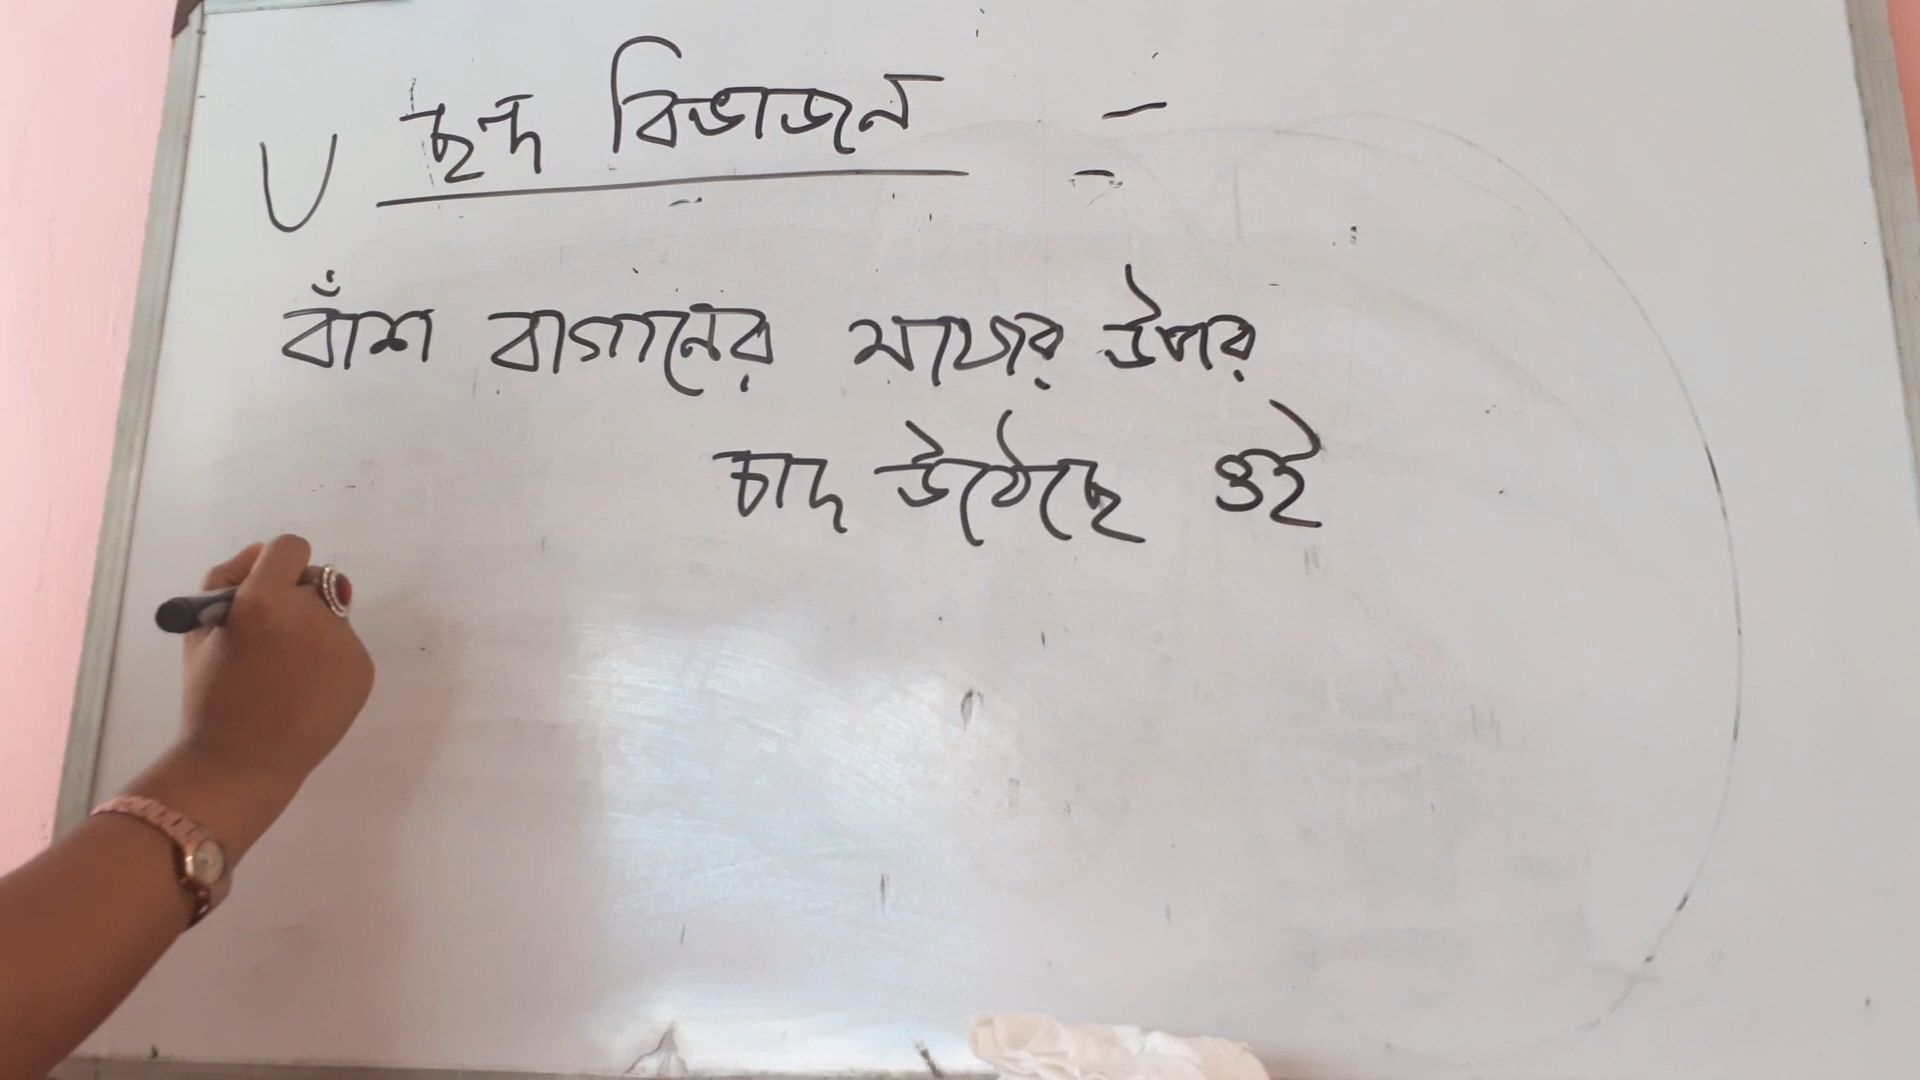 ছন্দ বিভাজন
বাঁশ বাগানের মাথার উপর
চাদ উঠেছে ওই